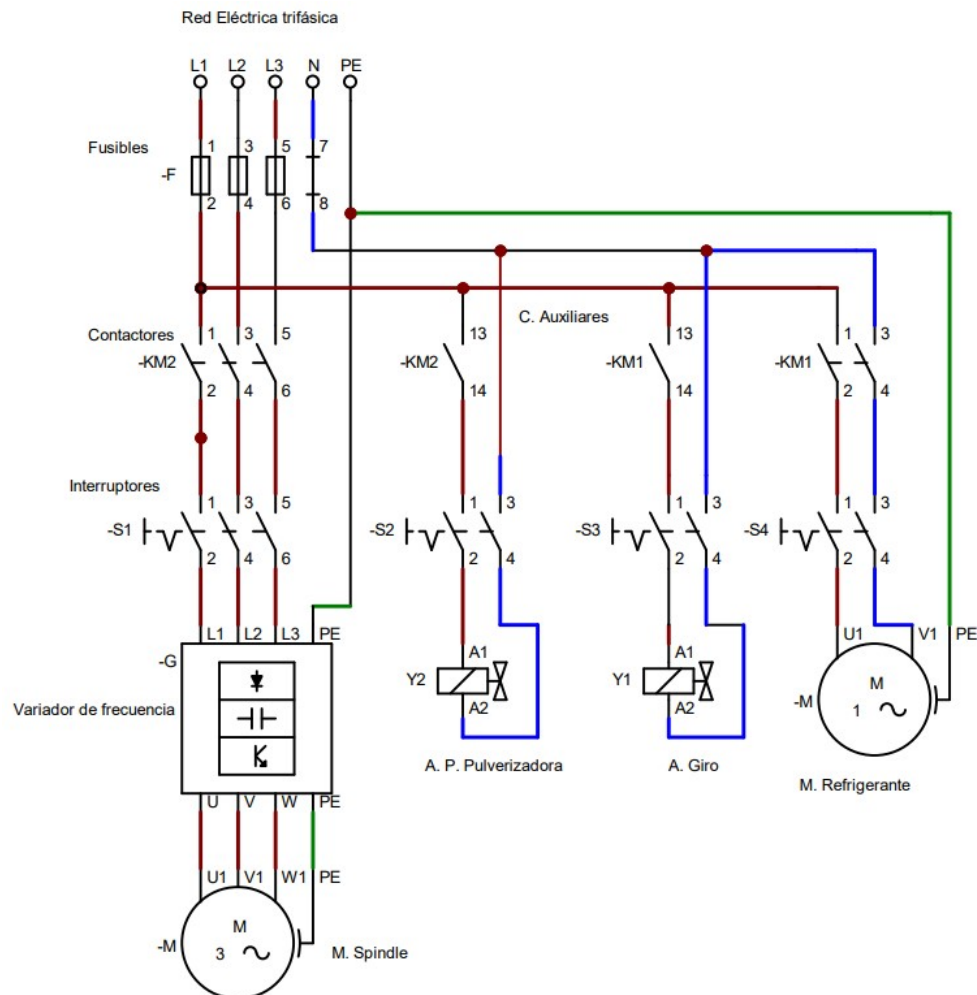 Red Eléctrica trifásica
L1 L2 L3 N PE
Fusibles
1 3 5 7
-F
2 4 6 8
C. Auxiliares
Contactores
1 3 5 13 13 1 3
-KM2 -KM2 -KM1 -KM1
2 4 6 14 14 2 4
Interruptores
1 3 5 1 3 1 3 1 3
-S1 -S2 -S3 -S4
2 4 6 2 4 2 4 2 4
L1 L2 L3 PE U1 V1 PE
-G A1 A1
Y2 Y1 M
Variador de frecuencia -M 1
A2 A2
A. P. Pulverizadora A. Giro
M. Refrigerante
U V W PE
U1 V1 W1 PE
M
-M 3
M. Spindle